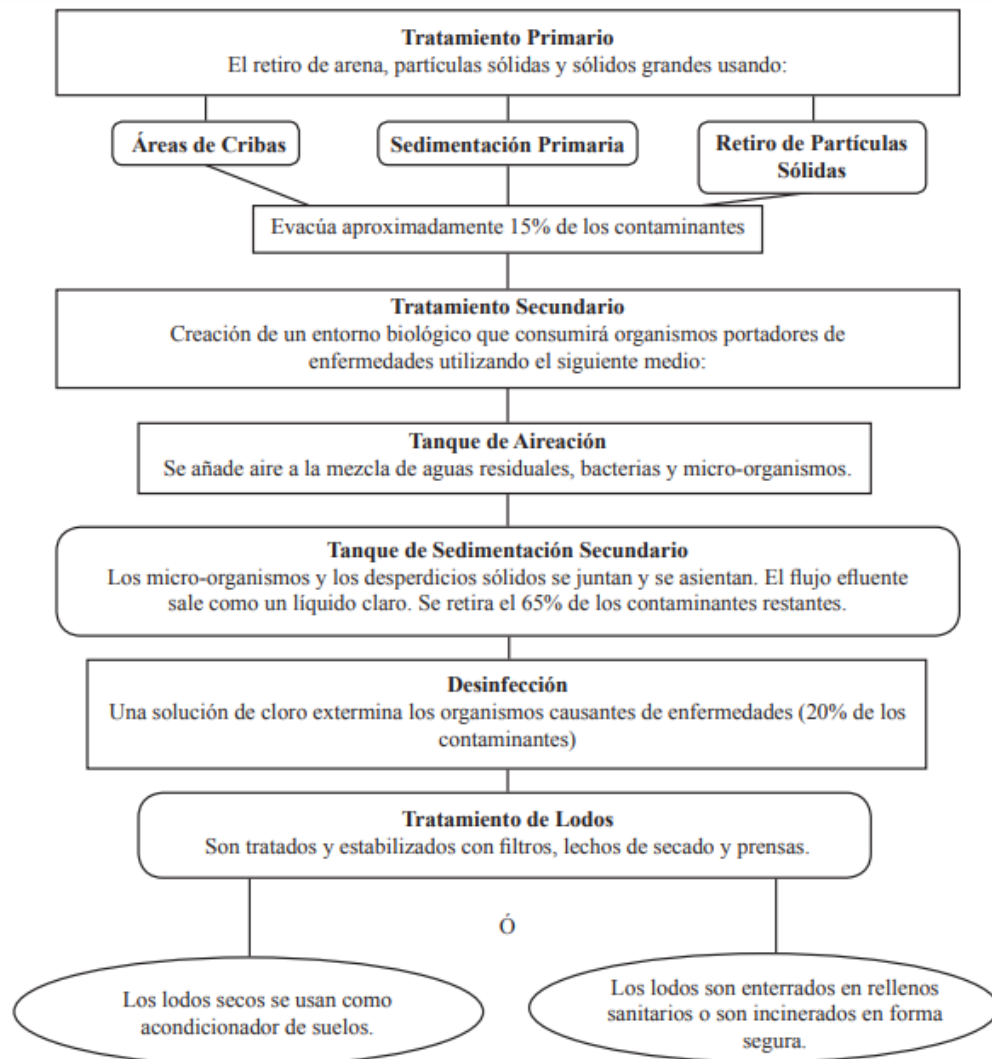 Tratamiento Primario
El retiro de arena, partículas sólidas y sólidos grandes usando:
Áreas de Cribas
Sedimentación Primaria
Retiro de Partículas
Sólidas
Evacúa aproximadamente 15% de los contaminantes
Tratamiento Secundario
Creación de un entorno biológico que consumirá organismos portadores de
enfermedades utilizando el siguiente medio:
Tanque de Aireación
Se añade aire a la mezcla de aguas residuales, bacterias y micro-organismos.
Tanque de Sedimentación Secundario
Los micro-organismos y los desperdicios sólidos se juntan y se asientan. El flujo efluente
sale como un líquido claro. Se retira el 65% de los contaminantes restantes.
Desinfección
Una solución de cloro extermina los organismos causantes de enfermedades (20% de los
contaminantes)
Tratamiento de Lodos
Son tratados y estabilizados con filtros, lechos de secado y prensas.
Ó
Los lodos secos se usan como
acondicionador de suelos.
Los lodos son enterrados en rellenos
sanitarios o son incinerados en forma
segura.